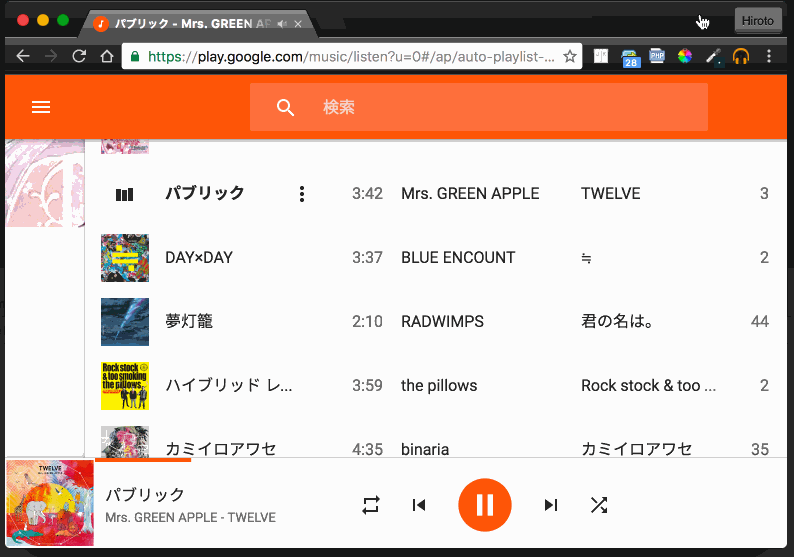 パブリック - Mrs. GREEN AP
Hiroto
https://play.google.com/music/listen?u=0#/ap/auto-playlist-...
28
PHP
検索
パブリック 3:42 Mrs. GREEN APPLE TWELVE 3
DAY×DAY 3:37 BLUE ENCOUNT ≒ 2
夢灯籠 2:10 RADWIMPS 君の名は。 44
Rock stock
& too smoking
the pillows
ハイブリッド レ... 3:59 the pillows Rock stock & too ... 2
カミイロアワセ 4:35 binaria カミイロアワセ 35
TWELVE
パブリック
Mrs. GREEN APPLE - TWELVE